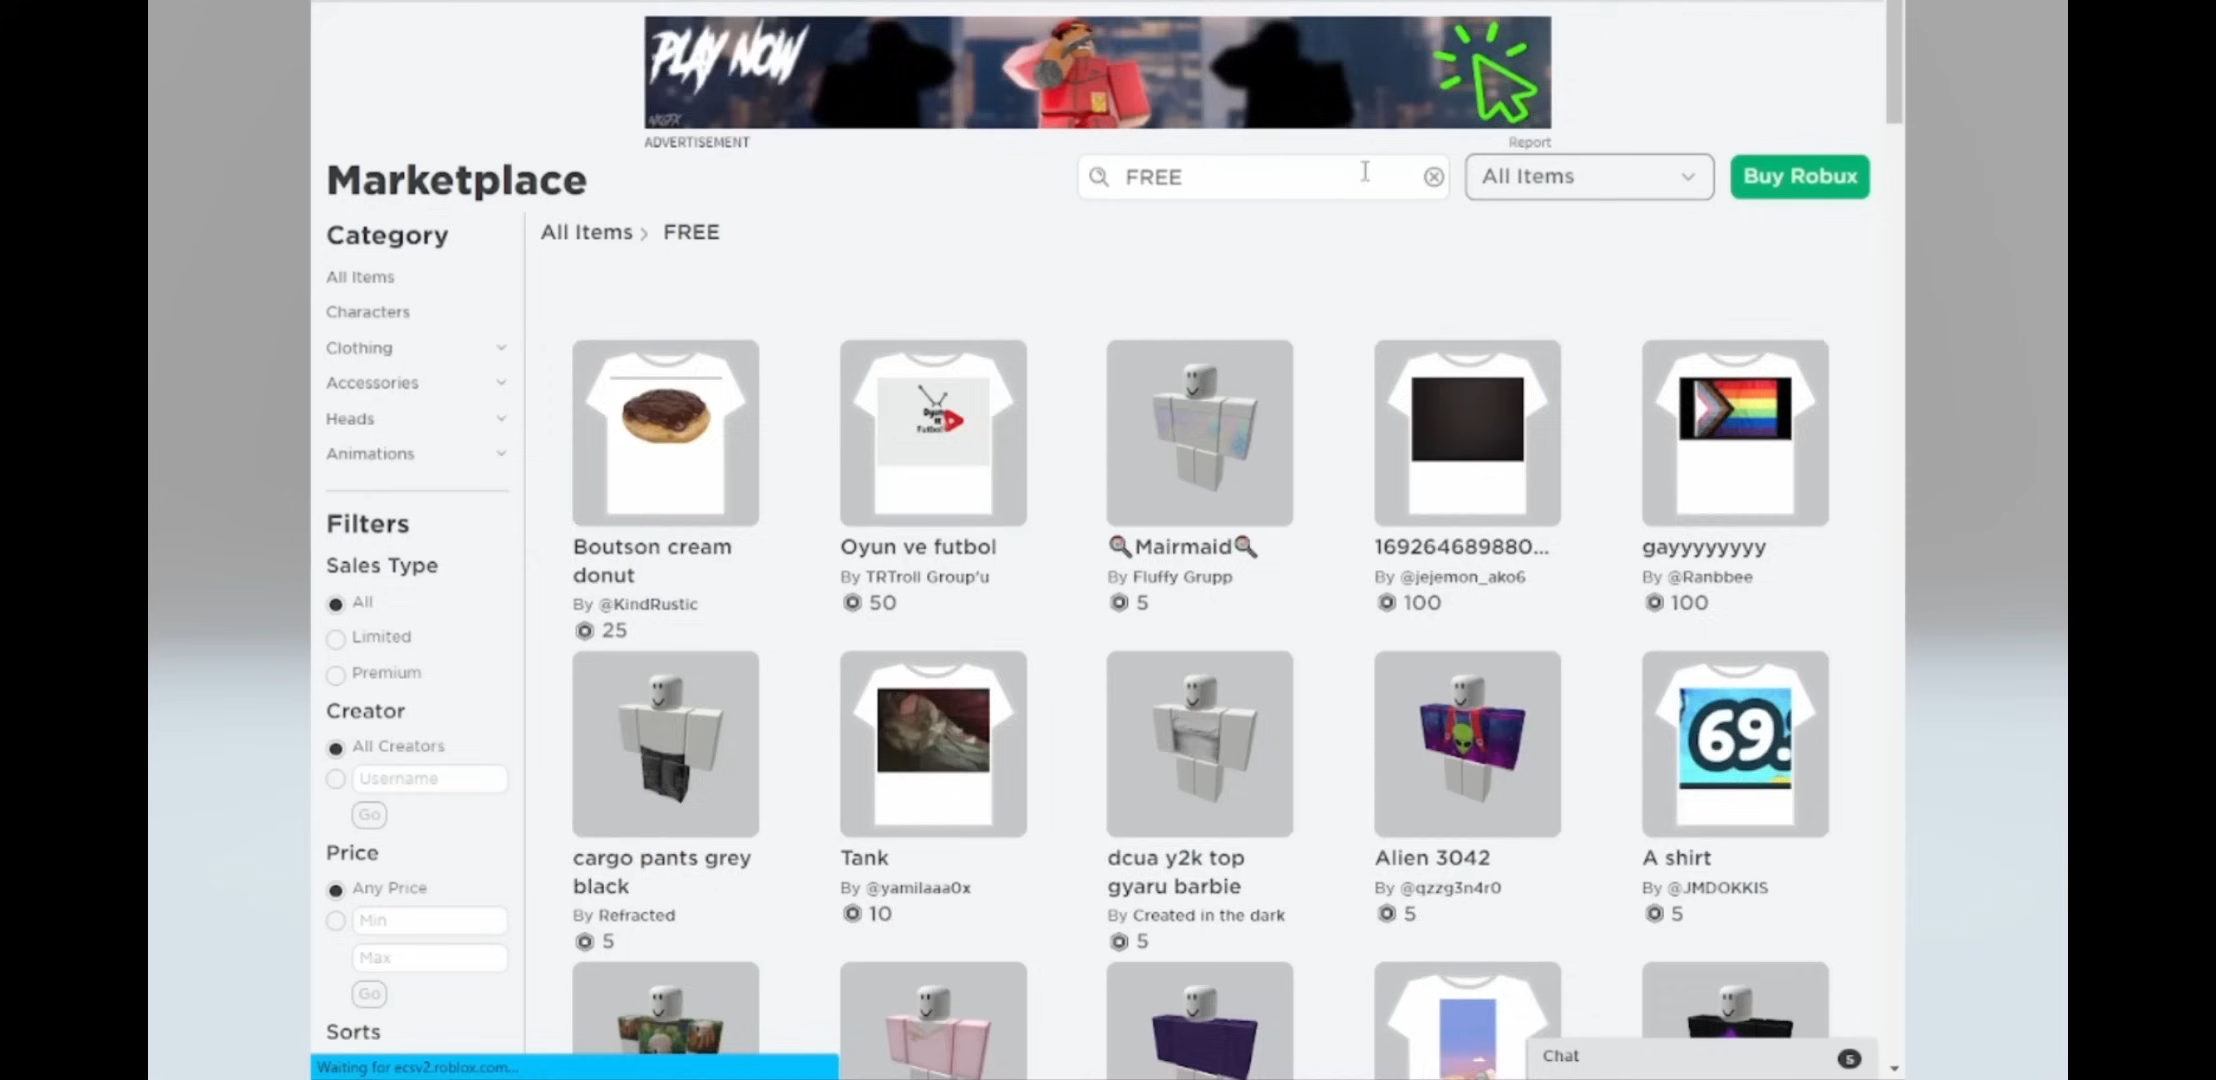 PLAY NOW
ADVERTISEMENT
Report
Marketplace
FREE
All Items
Buy Robux
Category
All Items
Characters
Clothing
Accessories
Heads
Animations
Filters
Sales Type
All
Limited
Premium
Creator
All Creators
Username
Go
Price
Any Price
Min
Max
Go
Sorts
All Items > FREE
Boutson cream
donut
By @KindRustic
25
Oyun
Futbol
Oyun ve futbol
By TRTroll Group'u
50
🔍Mairmaid🔍
By Fluffy Grupp
5
169264689880...
By @jejemon_ako6
100
gayyyyyyyy
By @Ranbbee
100
cargo pants grey
black
By Refracted
5
Tank
By @yamilaaa0x
10
dcua y2k top
gyaru barbie
By Created in the dark
5
Alien 3042
By @qzzg3n4r0
5
69.
A shirt
By @JMDOKKIS
5
Waiting for ecsv2.roblox.com...
Chat
5